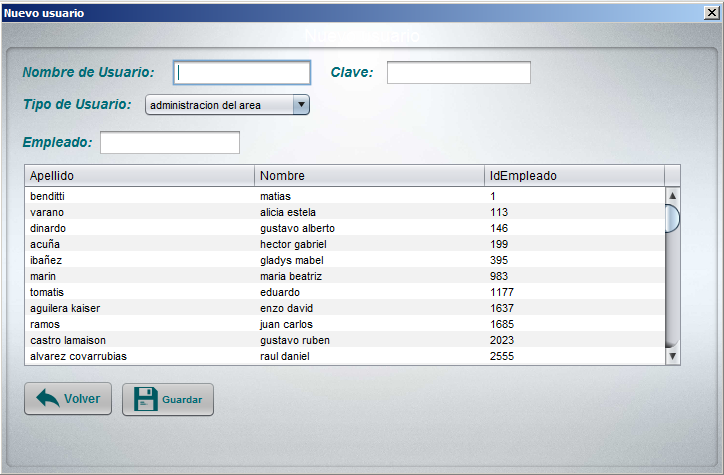 Nuevo usuario
Nuevo usuario
Nombre de Usuario: Clave:
Tipo de Usuario: administracion del area
Empleado:
Apellido Nombre IdEmpleado
benditti matias 1
varano alicia estela 113
dinardo gustavo alberto 146
acuña hector gabriel 199
ibañez gladys mabel 395
marin maria beatriz 983
tomatis eduardo 1177
aguilera kaiser enzo david 1637
ramos juan carlos 1685
castro lamaison gustavo ruben 2023
alvarez covarrubias raul daniel 2555
Volver Guardar